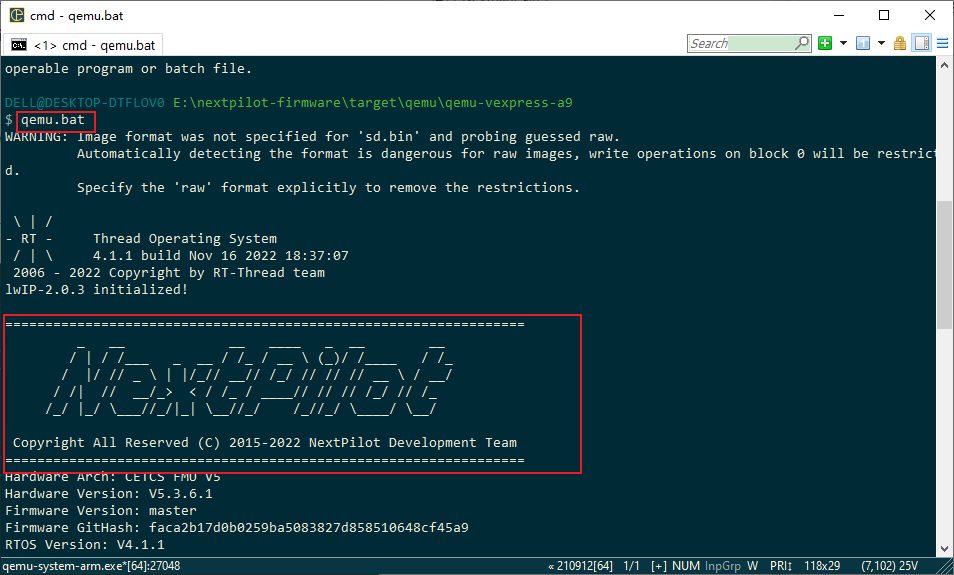 cmd - qemu.bat
<1> cmd - qemu.bat
Search
operable program or batch file.
DELL@DESKTOP-DTFLOV0 E:\nextpilot-firmware\target\qemu\qemu-vexpress-a9
$ qemu.bat
WARNING: Image format was not specified for 'sd.bin' and probing guessed raw.
Automatically detecting the format is dangerous for raw images, write operations on block 0 will be restricte
d.
Specify the 'raw' format explicitly to remove the restrictions.
\ | /
- RT -     Thread Operating System
/ | \     4.1.1 build Nov 16 2022 18:37:07
2006 - 2022 Copyright by RT-Thread team
lwIP-2.0.3 initialized!
=================================================================
NextPilot
Copyright All Reserved (C) 2015-2022 NextPilot Development Team
=================================================================
Hardware Arch: CETCS FMU V5
Hardware Version: V5.3.6.1
Firmware Version: master
Firmware GitHash: faca2b17d0b0259ba5083827d858510648cf45a9
RTOS Version: V4.1.1
qemu-system-arm.exe*[64]:27048
« 210912[64] 1/1 [+] NUM InpGrp W PRI↕ 118x29 (7,102) 25V